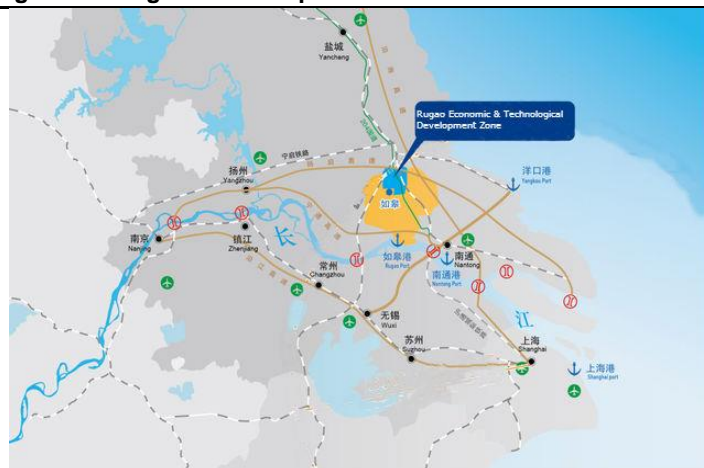 盐城
Yancheng
Rugao Economic & Technological
Development Zone
宁启铁路
扬州
Yangzhou
洋口港
Yangkou Port
如皋
南京
Nanjing
镇江
Zhenjiang
长
如皋港
Rugao Port
南通
Nantong
南通港
Nantong Port
常州
Changzhou
无锡
Wuxi
江
苏州
Suzhou
上海
Shanghai
上海港
Shanghai port